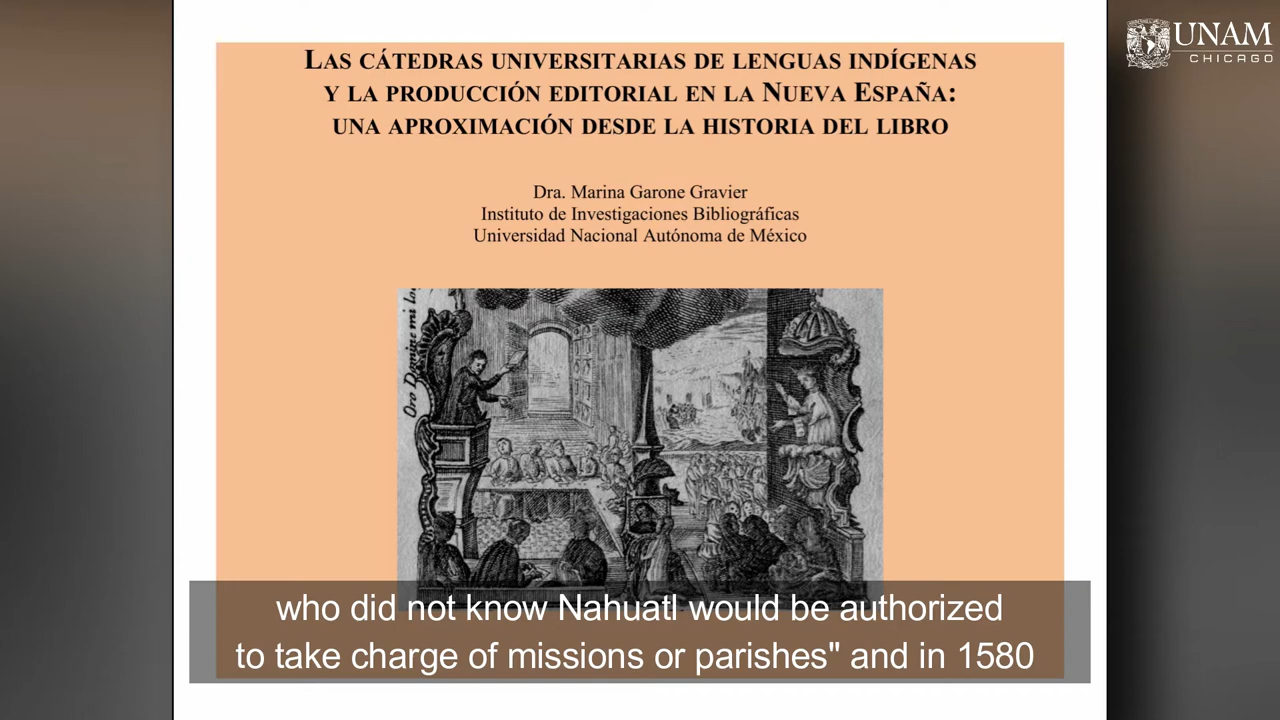 UNAM
CHICAGO
LAS CÁTEDRAS UNIVERSITARIAS DE LENGUAS INDÍGENAS
Y LA PRODUCCIÓN EDITORIAL EN LA NUEVA ESPAÑA:
UNA APROXIMACIÓN DESDE LA HISTORIA DEL LIBRO
Dra. Marina Garone Gravier
Instituto de Investigaciones Bibliográficas
Universidad Nacional Autónoma de México
who did not know Nahuatl would be authorized
to take charge of missions or parishes" and in 1580